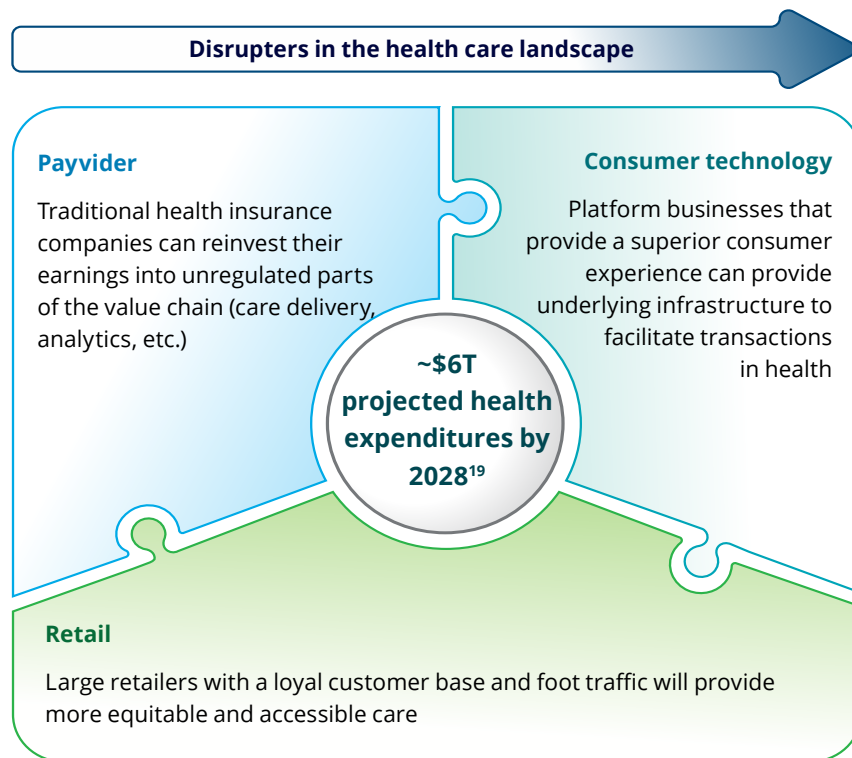 Disrupters in the health care landscape
Payvider
Traditional health insurance
companies can reinvest their
earnings into unregulated parts
of the value chain (care delivery,
analytics, etc.)
Consumer technology
Platform businesses that
provide a superior consumer
experience can provide
underlying infrastructure to
facilitate transactions
in health
~$6T
projected health
expenditures by
2028¹⁹
Retail
Large retailers with a loyal customer base and foot traffic will provide
more equitable and accessible care